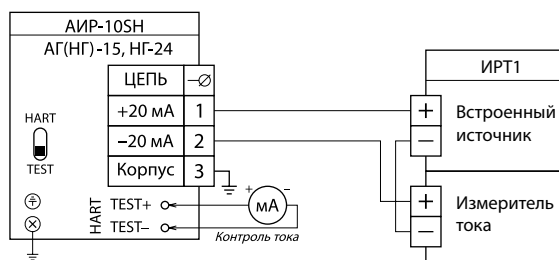 АИР-10SH
АГ(НГ)-15, НГ-24
ЦЕПЬ
+20 мА 1
−20 мА 2
Корпус 3
HART
TEST
HART
TEST+
TEST−
+ мА −
Контроль тока
ИРТ1
+ Встроенный
− источник
+ Измеритель
− тока